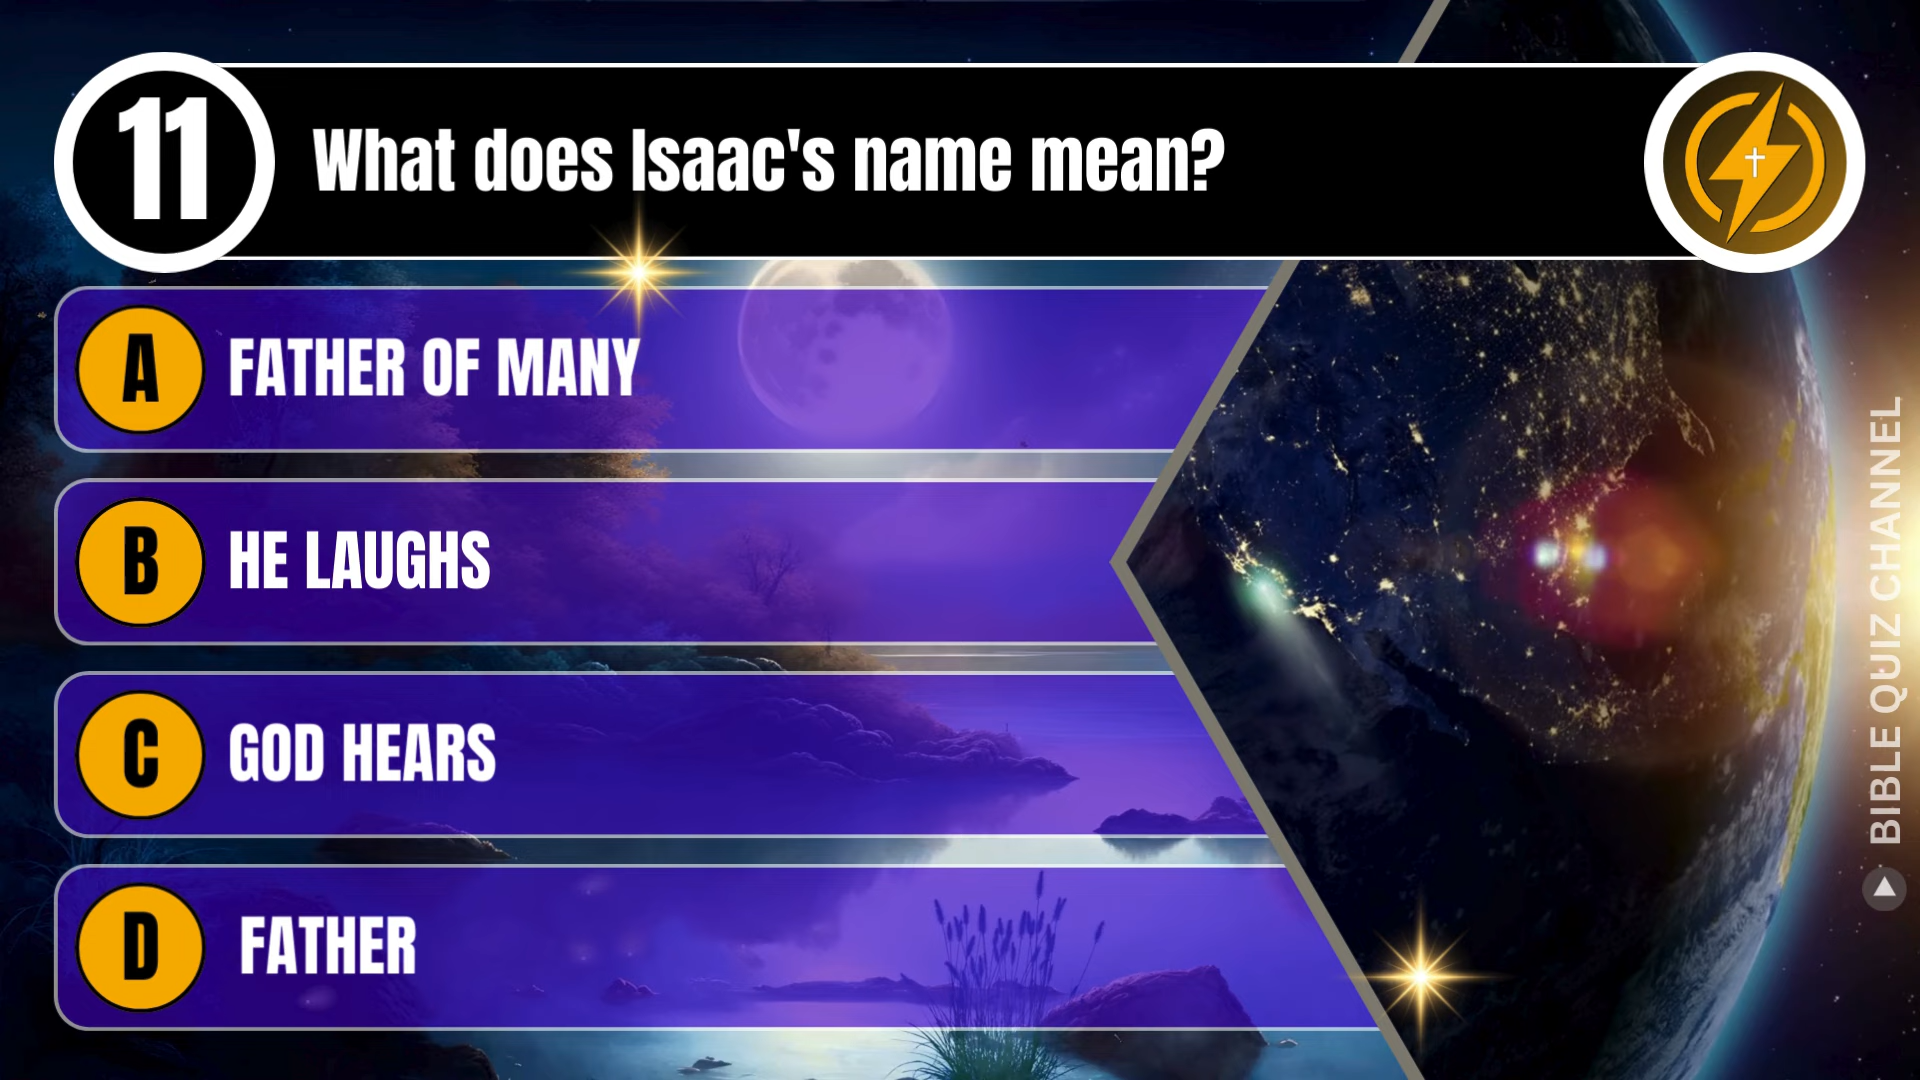 11
What does Isaac's name mean?
A
FATHER OF MANY
B
HE LAUGHS
C
GOD HEARS
D
FATHER
BIBLE QUIZ CHANNEL